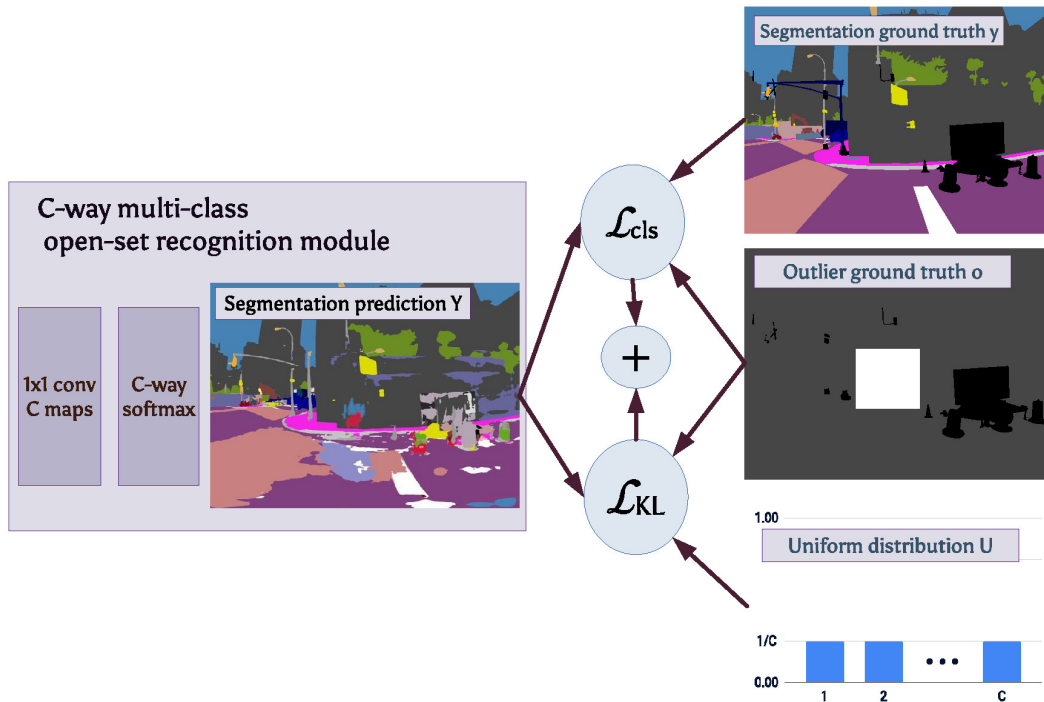 C-way multi-class
open-set recognition module
1x1 conv
C maps
C-way
softmax
Segmentation prediction Y
ℒcls
+
ℒKL
Segmentation ground truth y
Outlier ground truth o
1.00
Uniform distribution U
1/C
0.00
1 2 ••• C